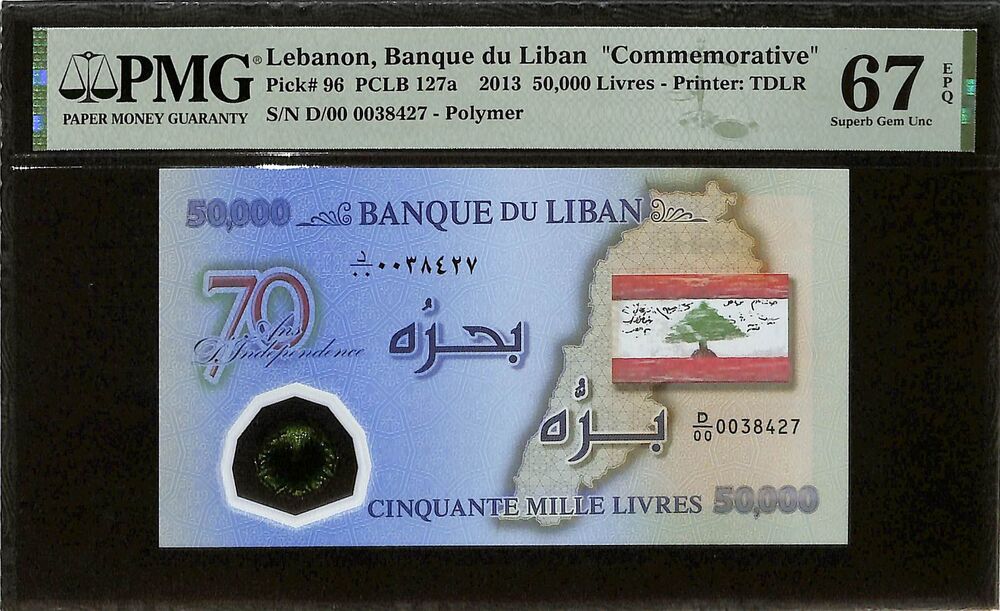 PMG®
PAPER MONEY GUARANTY
Lebanon, Banque du Liban "Commemorative"
Pick# 96 PCLB 127a 2013 50,000 Livres - Printer: TDLR
S/N D/00 0038427 - Polymer
67
EPQ
Superb Gem Unc
50,000
BANQUE DU LIBAN
د/٠٠ ٠٠٣٨٤٢٧
70
Ans
D'Indépendence
بحرُه
برُّه
D/00 0038427
CINQUANTE MILLE LIVRES
50,000